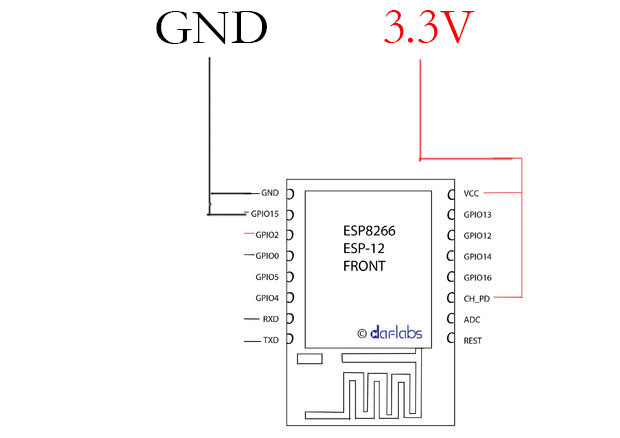 GND 3.3V
GND VCC
GPIO15 GPIO13
GPIO2 GPIO12
GPIO0 GPIO14
GPIO5 GPIO16
GPIO4 CH_PD
RXD ADC
TXD REST
ESP8266
ESP-12
FRONT
© darlabs